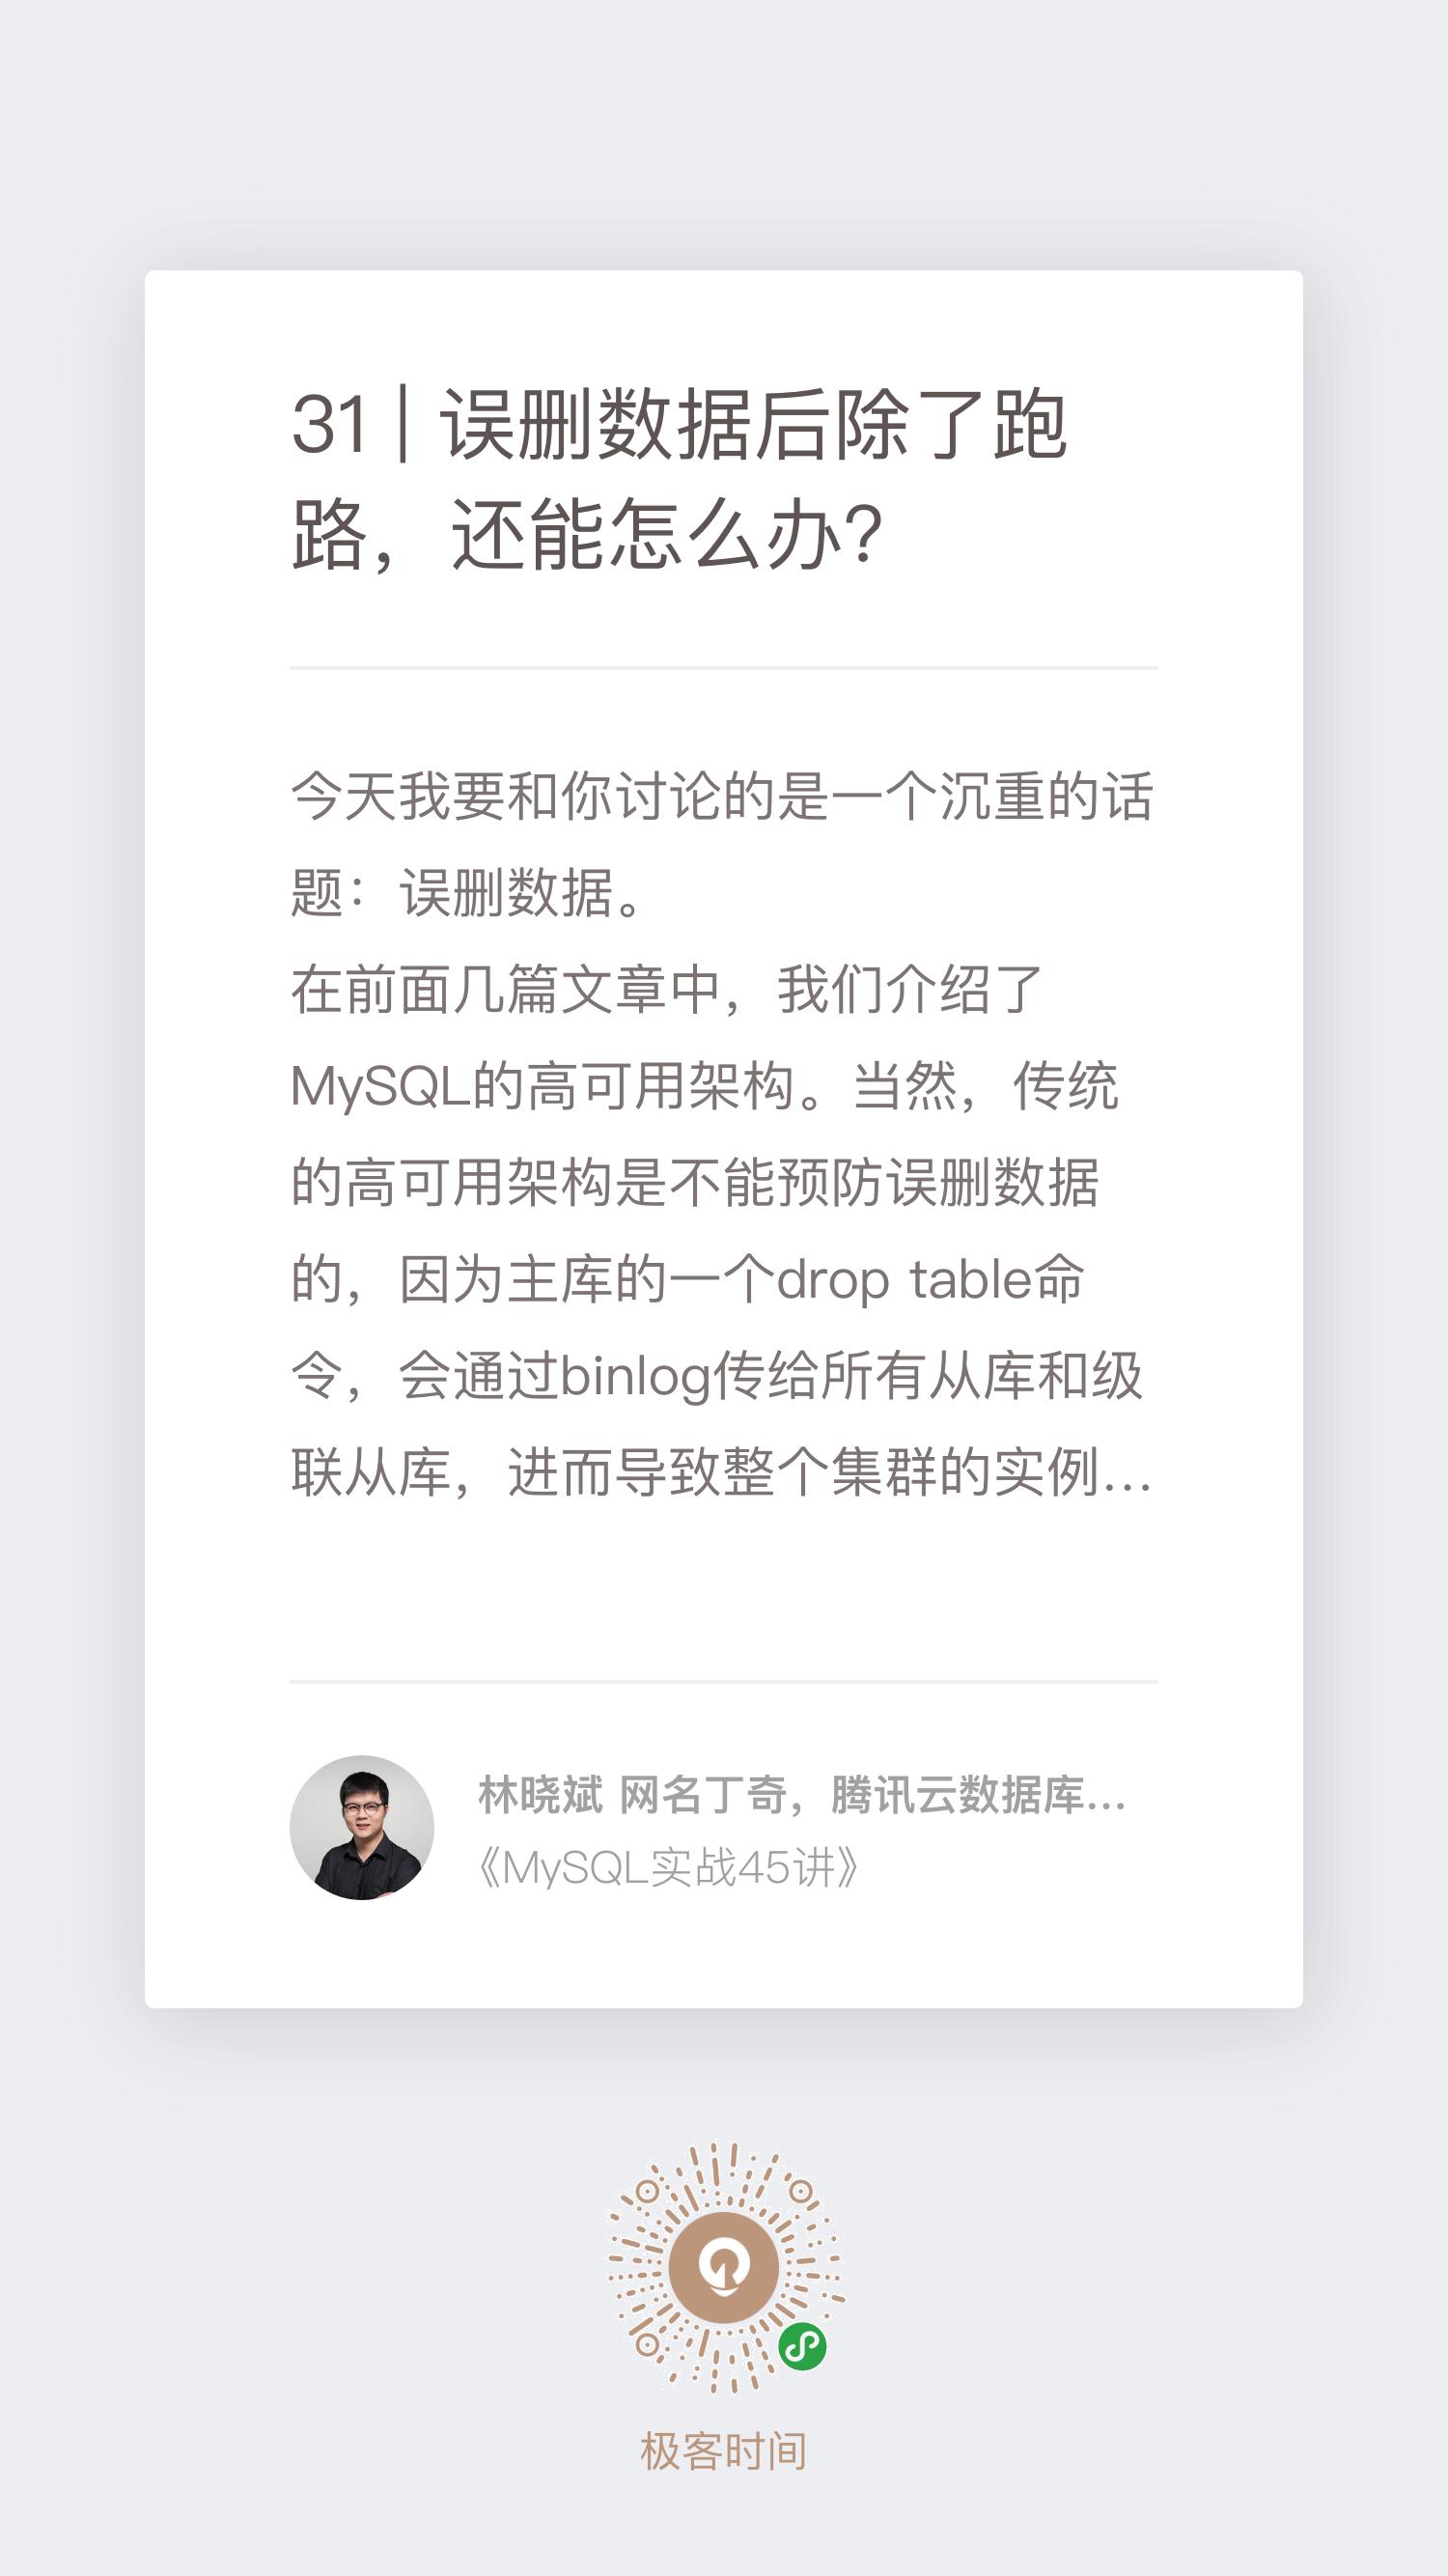 31 | 误删数据后除了跑
路，还能怎么办？
今天我要和你讨论的是一个沉重的话
题：误删数据。
在前面几篇文章中，我们介绍了
MySQL的高可用架构。当然，传统
的高可用架构是不能预防误删数据
的，因为主库的一个drop table命
令，会通过binlog传给所有从库和级
联从库，进而导致整个集群的实例...
林晓斌 网名丁奇，腾讯云数据库...
《MySQL实战45讲》
极客时间